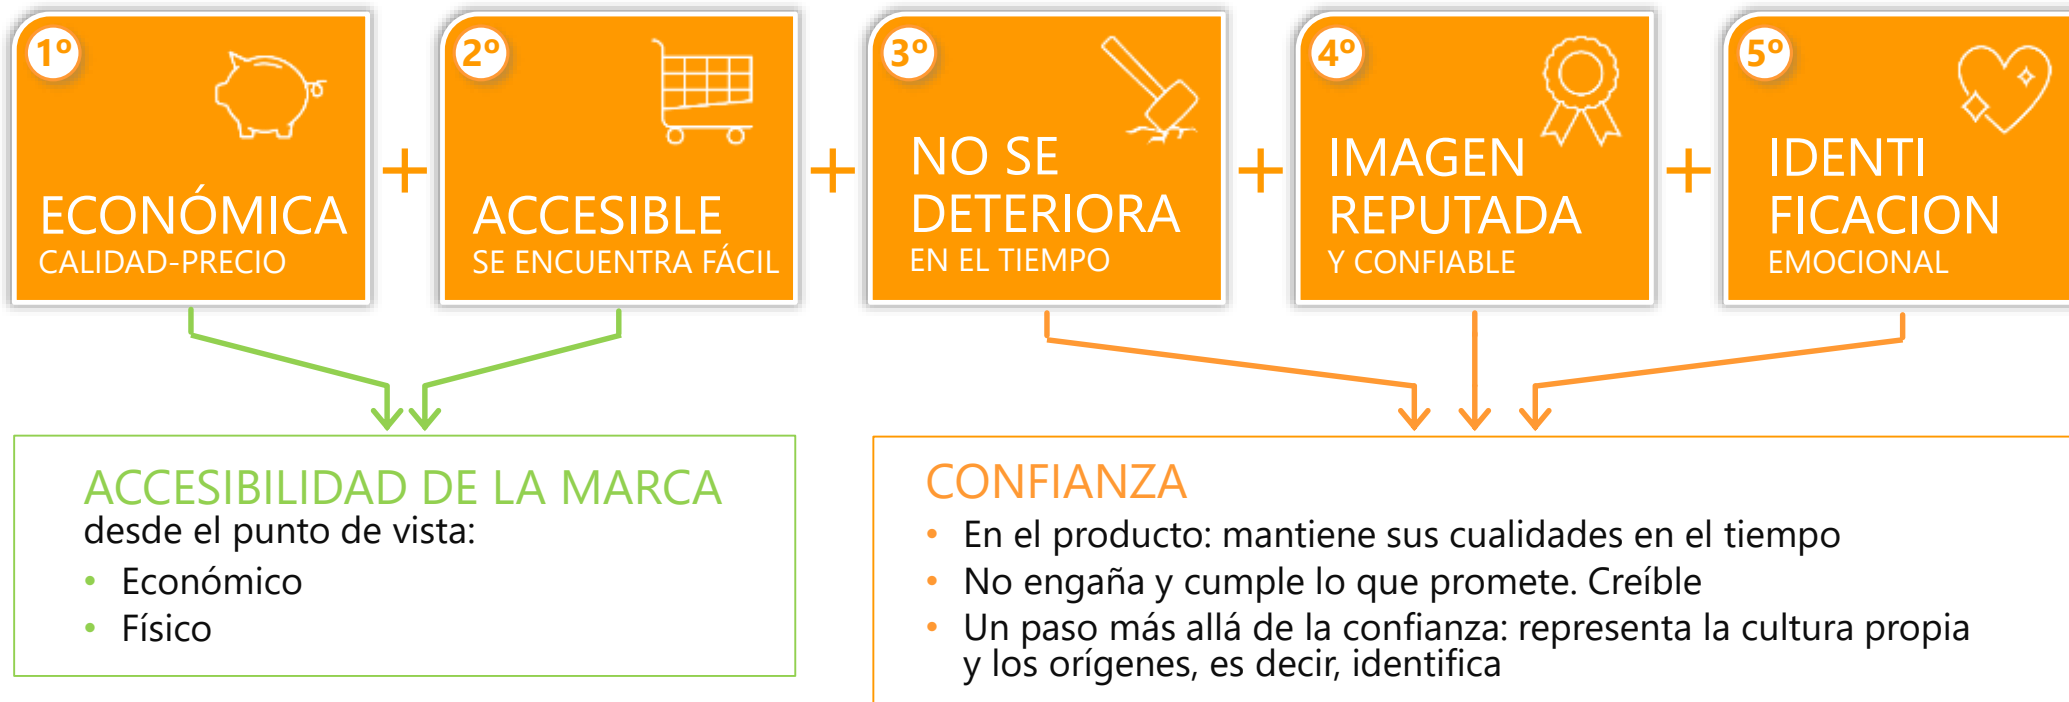 1º
ECONÓMICA
CALIDAD-PRECIO
+
2º
ACCESIBLE
SE ENCUENTRA FÁCIL
+
3º
NO SE
DETERIORA
EN EL TIEMPO
+
4º
IMAGEN
REPUTADA
Y CONFIABLE
+
5º
IDENTI
FICACION
EMOCIONAL
ACCESIBILIDAD DE LA MARCA
desde el punto de vista:
• Económico
• Físico
CONFIANZA
• En el producto: mantiene sus cualidades en el tiempo
• No engaña y cumple lo que promete. Creíble
• Un paso más allá de la confianza: representa la cultura propia
y los orígenes, es decir, identifica